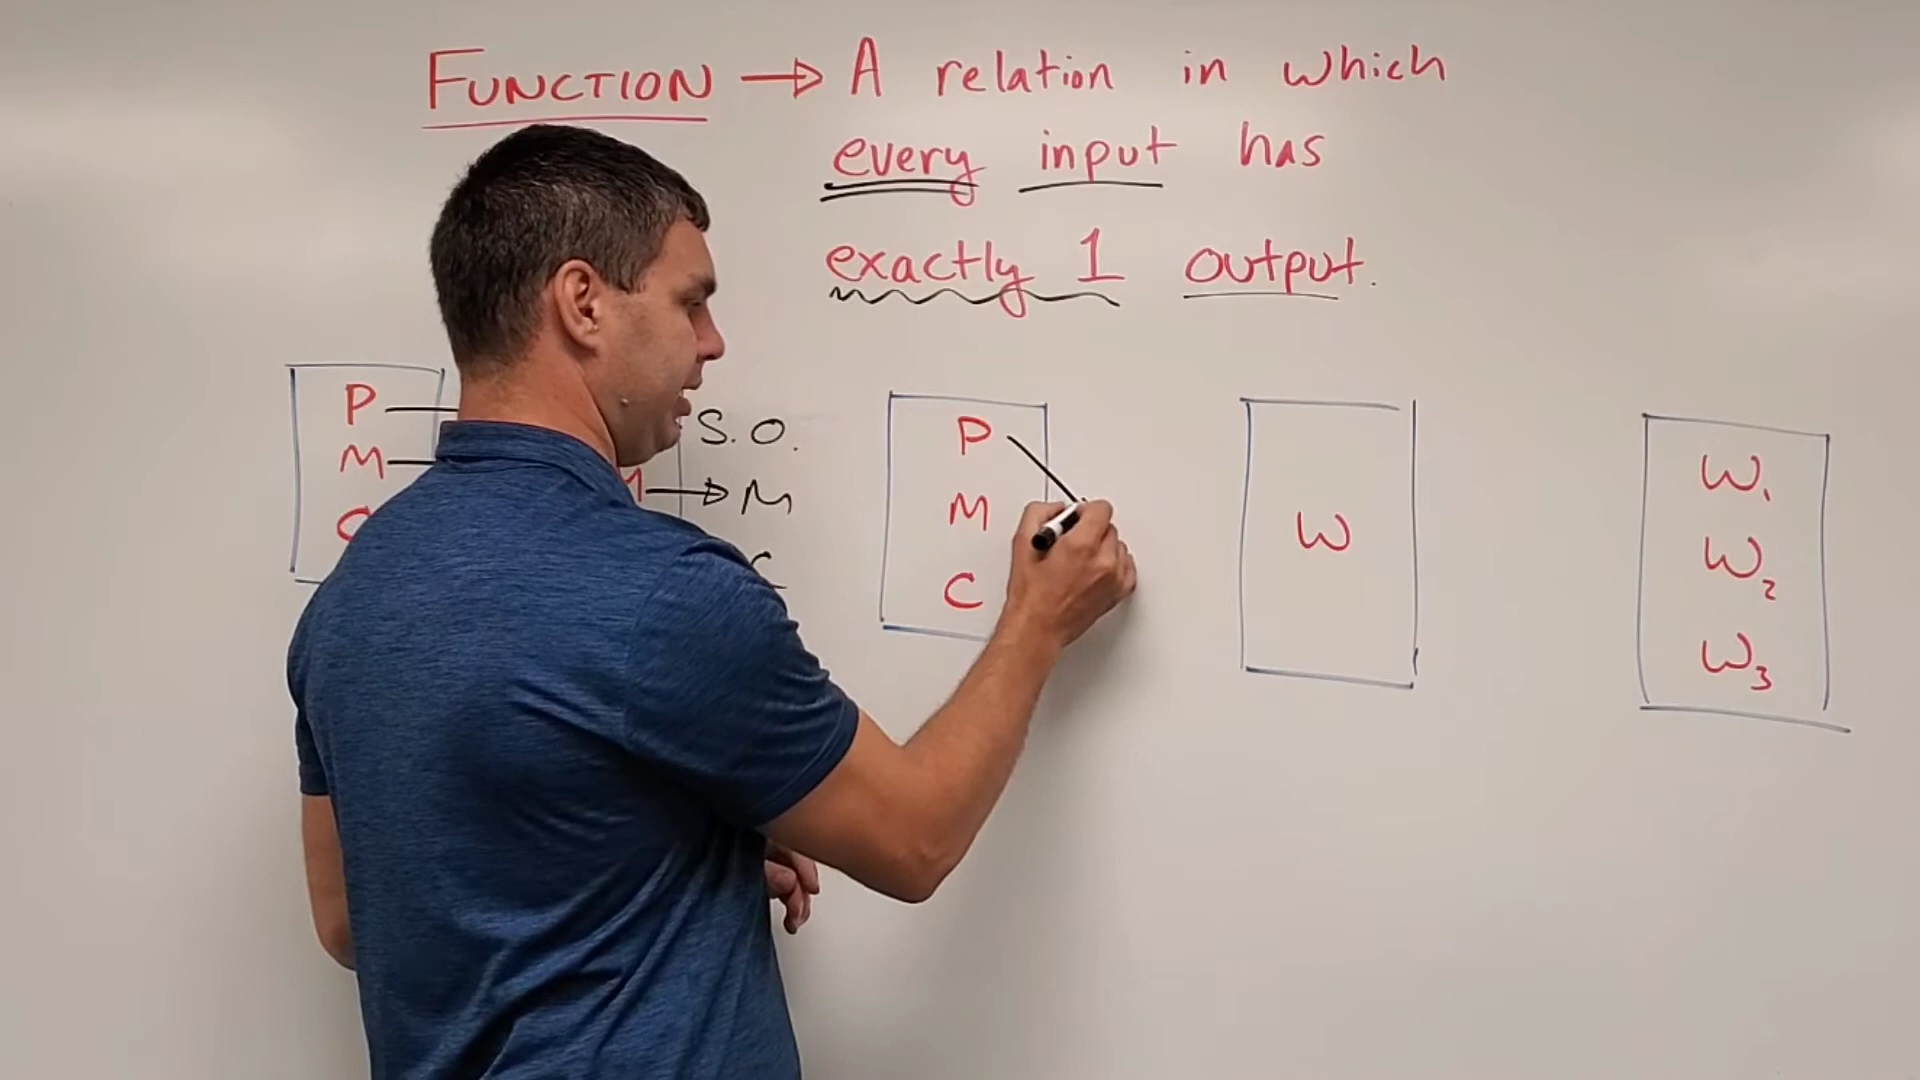 FUNCTION → A relation in which
every input has
exactly 1 output.
P
M
C
S.O.
M → M
C
P
M
C
W
W₁
W₂
W₃